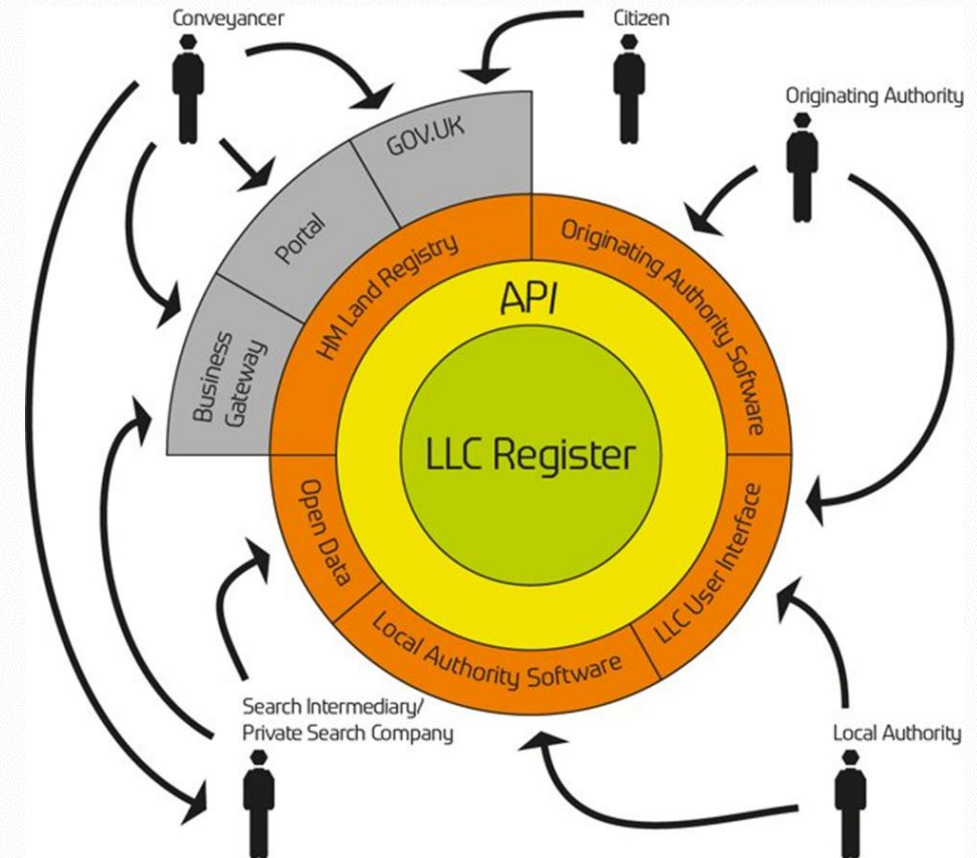 Conveyancer
Citizen
Originating Authority
GOV.UK
Portal
Business
Gateway
HM Land Registry
Originating Authority Software
API
LLC Register
Open Data
Local Authority Software
LLC User Interface
Search Intermediary/
Private Search Company
Local Authority